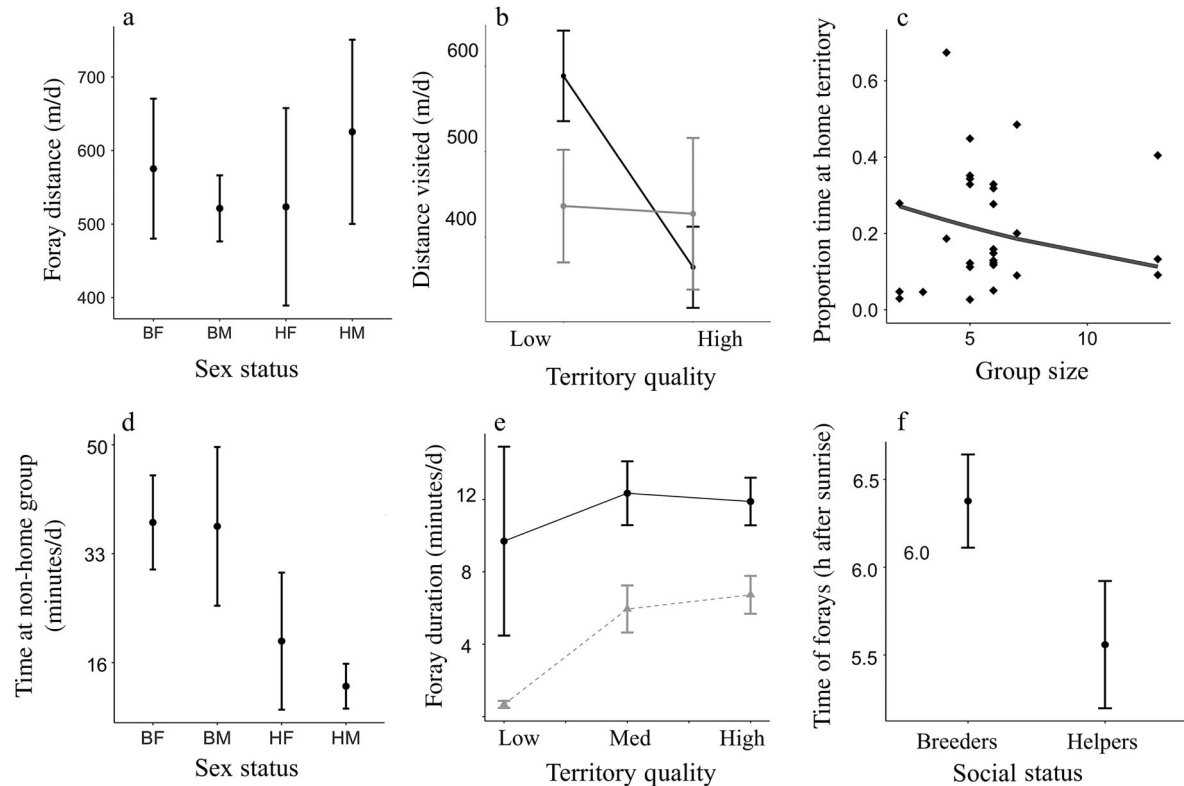 a
Foray distance (m/d)
700
600
500
400
BF BM HF HM
Sex status
b
Distance visited (m/d)
600
500
400
Low High
Territory quality
c
Proportion time at home territory
0.6
0.4
0.2
0.0
5 10
Group size
d
Time at non-home group
(minutes/d)
50
33
16
BF BM HF HM
Sex status
e
Foray duration (minutes/d)
12
8
4
Low Med High
Territory quality
f
Time of forays (h after sunrise)
6.5
6.0
6.0
5.5
Breeders Helpers
Social status